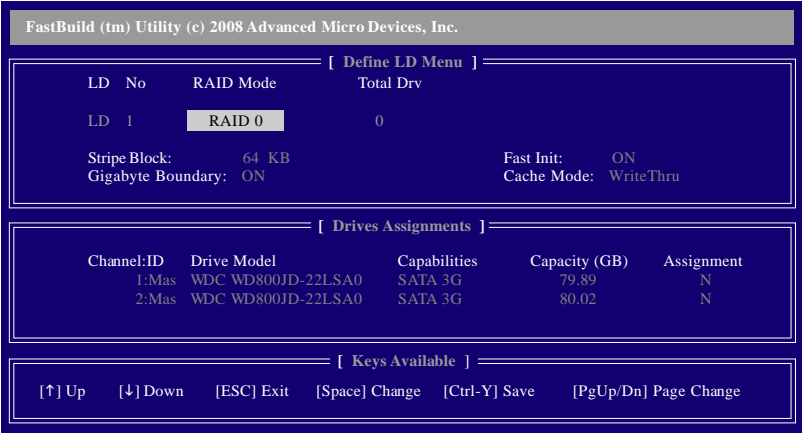 FastBuild (tm) Utility (c) 2008 Advanced Micro Devices, Inc.
[ Define LD Menu ]
LD No RAID Mode Total Drv
LD 1 RAID 0 0
Stripe Block: 64 KB Fast Init: ON
Gigabyte Boundary: ON Cache Mode: WriteThru
[ Drives Assignments ]
Channel:ID Drive Model Capabilities Capacity (GB) Assignment
1:Mas WDC WD800JD-22LSA0 SATA 3G 79.89 N
2:Mas WDC WD800JD-22LSA0 SATA 3G 80.02 N
[ Keys Available ]
[↑] Up [↓] Down [ESC] Exit [Space] Change [Ctrl-Y] Save [PgUp/Dn] Page Change